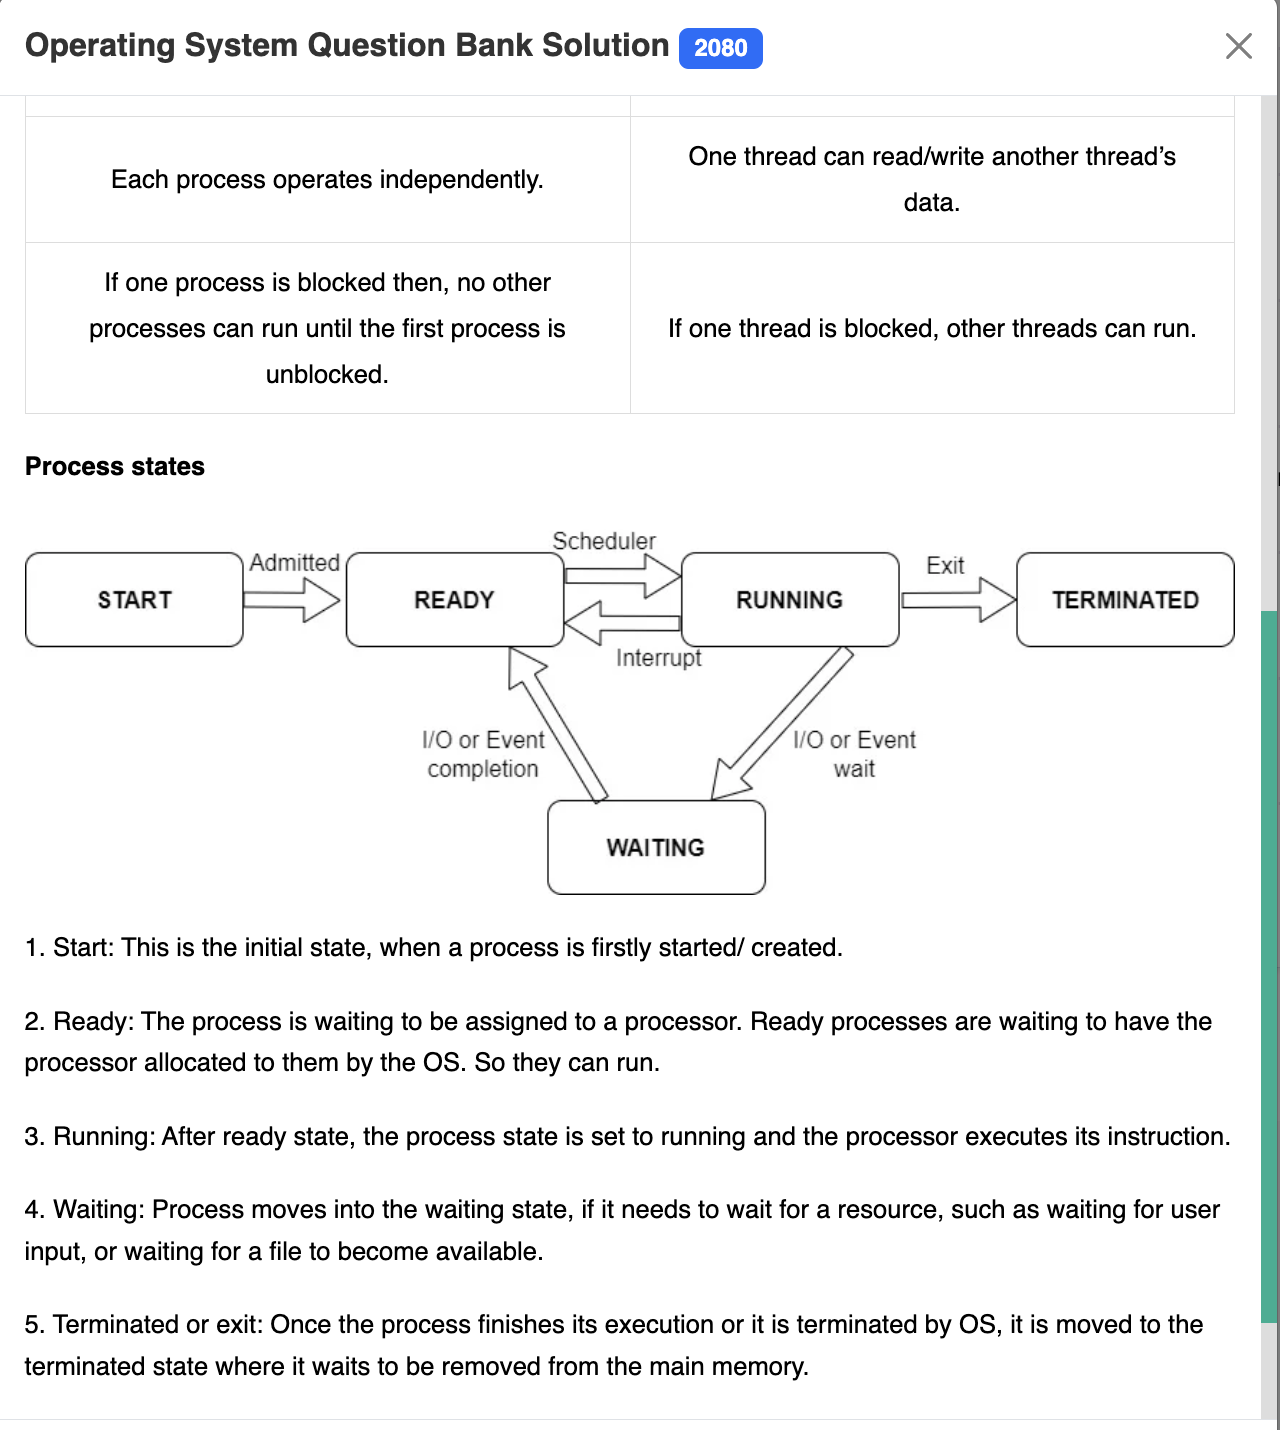 Operating System Question Bank Solution 2080
Each process operates independently.
One thread can read/write another thread’s
data.
If one process is blocked then, no other
processes can run until the first process is
unblocked.
If one thread is blocked, other threads can run.
Process states
START
Admitted
READY
Scheduler
Interrupt
RUNNING
Exit
TERMINATED
I/O or Event
completion
I/O or Event
wait
WAITING
1. Start: This is the initial state, when a process is firstly started/ created.
2. Ready: The process is waiting to be assigned to a processor. Ready processes are waiting to have the
processor allocated to them by the OS. So they can run.
3. Running: After ready state, the process state is set to running and the processor executes its instruction.
4. Waiting: Process moves into the waiting state, if it needs to wait for a resource, such as waiting for user
input, or waiting for a file to become available.
5. Terminated or exit: Once the process finishes its execution or it is terminated by OS, it is moved to the
terminated state where it waits to be removed from the main memory.